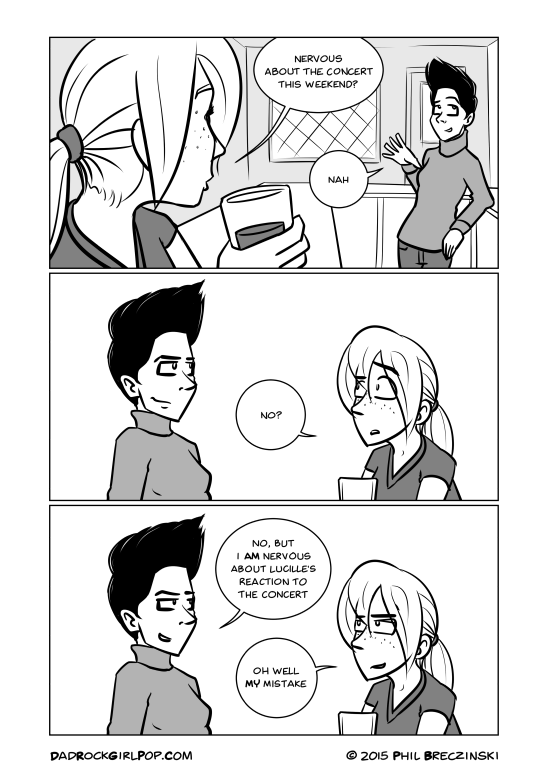 NERVOUS
ABOUT THE CONCERT
THIS WEEKEND?
NAH
NO?
NO, BUT
I AM NERVOUS
ABOUT LUCILLE'S
REACTION TO
THE CONCERT
OH WELL
MY MISTAKE
DADROCKGIRLPOP.COM
© 2015 PHIL BRECZINSKI